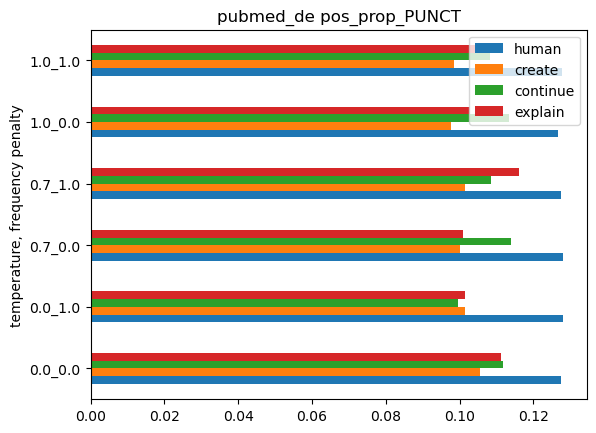 pubmed_de pos_prop_PUNCT
human
create
continue
explain
temperature, frequency penalty
1.0_1.0
1.0_0.0
0.7_1.0
0.7_0.0
0.0_1.0
0.0_0.0
0.00 0.02 0.04 0.06 0.08 0.10 0.12